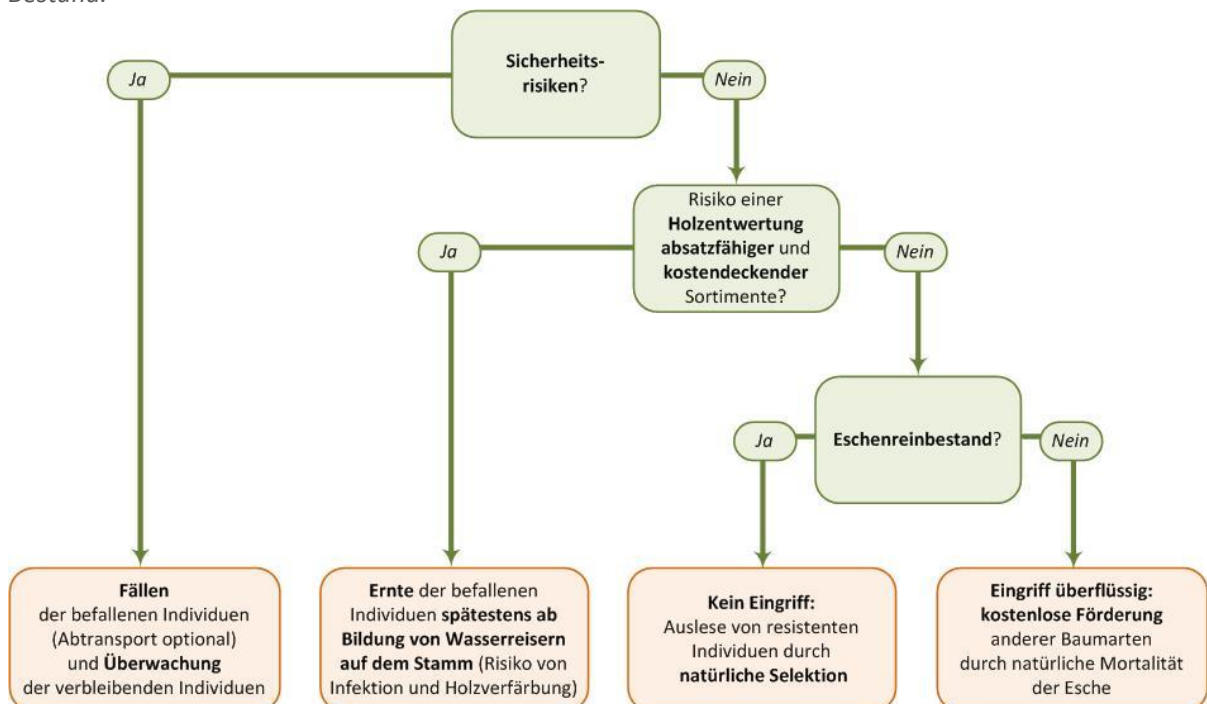 Bestand.
Sicherheits-
risiken?
Ja
Nein
Risiko einer
Holzentwertung
absatzfähiger und
kostendeckender
Sortimente?
Ja
Nein
Eschenreinbestand?
Ja
Nein
Fällen
der befallenen Individuen
(Abtransport optional)
und Überwachung
der verbleibenden Individuen
Ernte der befallenen
Individuen spätestens ab
Bildung von Wasserreisern
auf dem Stamm (Risiko von
Infektion und Holzverfärbung)
Kein Eingriff:
Auslese von resistenten
Individuen durch
natürliche Selektion
Eingriff überflüssig:
kostenlose Förderung
anderer Baumarten
durch natürliche Mortalität
der Esche